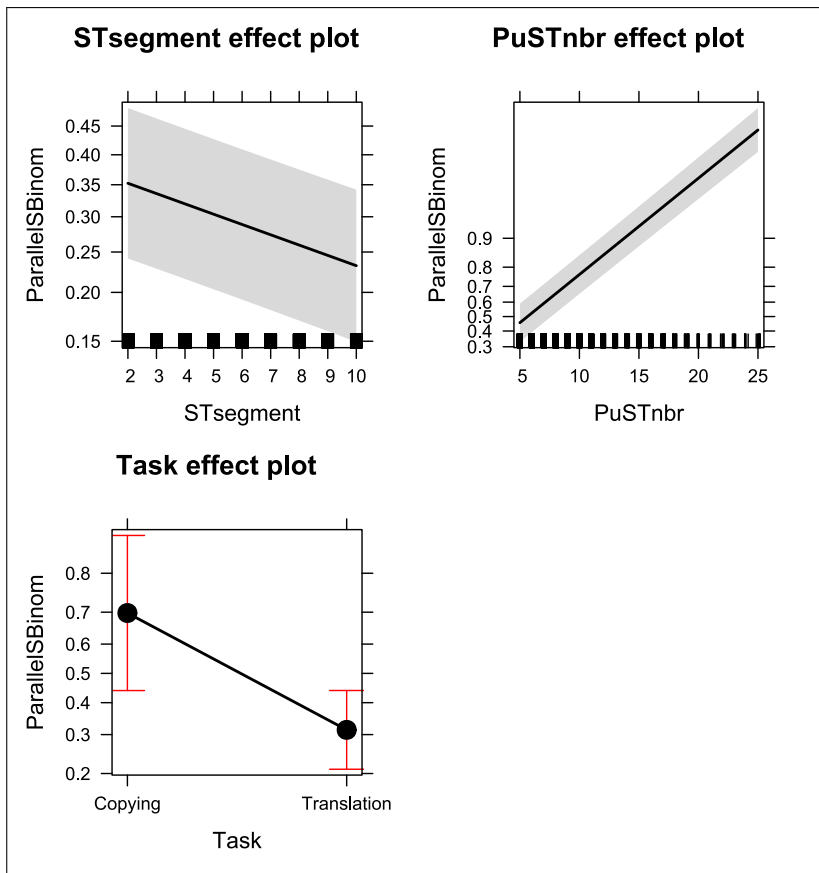 STsegment effect plot
ParallelSBinom
0.45
0.40
0.35
0.30
0.25
0.20
0.15
2 3 4 5 6 7 8 9 10
STsegment
PuSTnbr effect plot
ParallelSBinom
0.9
0.8
0.7
0.6
0.5
0.4
0.3
5 10 15 20 25
PuSTnbr
Task effect plot
ParallelSBinom
0.8
0.7
0.6
0.5
0.4
0.3
0.2
Copying Translation
Task